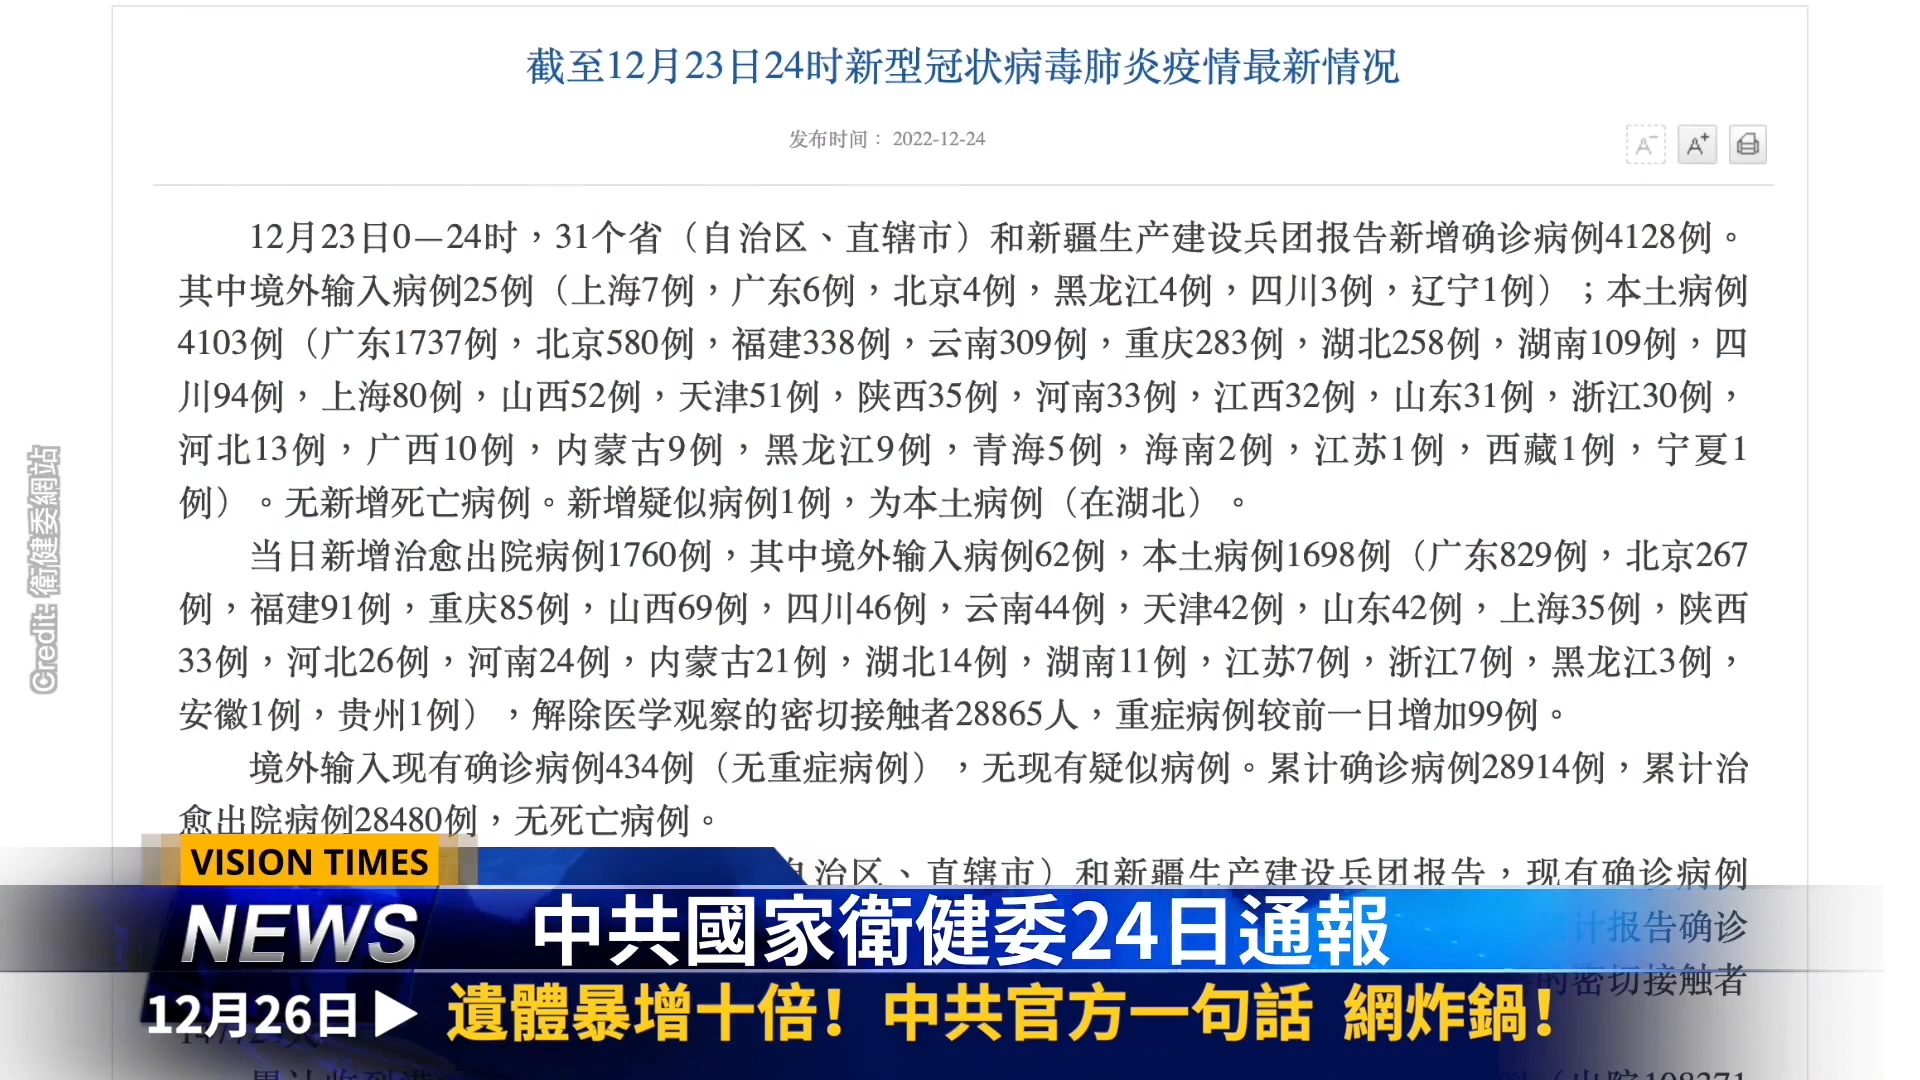 截至12月23日24时新型冠状病毒肺炎疫情最新情况
发布时间： 2022-12-24
A⁻ A⁺
12月23日0—24时，31个省（自治区、直辖市）和新疆生产建设兵团报告新增确诊病例4128例。
其中境外输入病例25例（上海7例，广东6例，北京4例，黑龙江4例，四川3例，辽宁1例）；本土病例
4103例（广东1737例，北京580例，福建338例，云南309例，重庆283例，湖北258例，湖南109例，四
川94例，上海80例，山西52例，天津51例，陕西35例，河南33例，江西32例，山东31例，浙江30例，
河北13例，广西10例，内蒙古9例，黑龙江9例，青海5例，海南2例，江苏1例，西藏1例，宁夏1
例）。无新增死亡病例。新增疑似病例1例，为本土病例（在湖北）。
当日新增治愈出院病例1760例，其中境外输入病例62例，本土病例1698例（广东829例，北京267
例，福建91例，重庆85例，山西69例，四川46例，云南44例，天津42例，山东42例，上海35例，陕西
33例，河北26例，河南24例，内蒙古21例，湖北14例，湖南11例，江苏7例，浙江7例，黑龙江3例，
安徽1例，贵州1例），解除医学观察的密切接触者28865人，重症病例较前一日增加99例。
境外输入现有确诊病例434例（无重症病例），无现有疑似病例。累计确诊病例28914例，累计治
愈出院病例28480例，无死亡病例。
自治区、直辖市）和新疆生产建设兵团报告，现有确诊病例
计报告确诊
的密切接触者
Credit: 衛健委網站
VISION TIMES
NEWS 中共國家衛健委24日通報
12月26日 ▶ 遺體暴增十倍！中共官方一句話 網炸鍋！